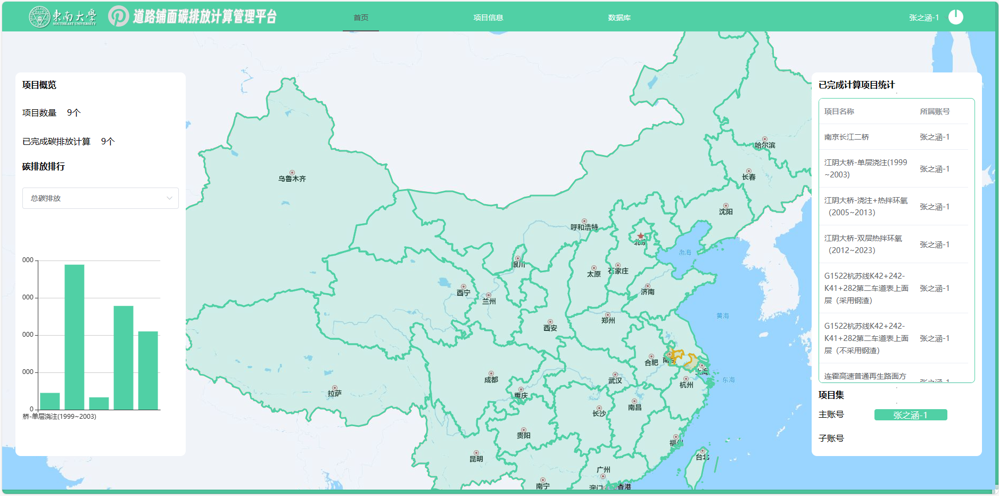 東南大學
SOUTHEAST UNIVERSITY
道路铺面碳排放计算管理平台
首页
项目信息
数据库
张之涵-1
项目概览
项目数量 9个
已完成碳排放计算 9个
碳排放排行
总碳排放
000
000
000
000
0
桥-单层浇注(1999~2003)
乌鲁木齐
哈尔滨
长春
沈阳
呼和浩特
北京
渤海
银川
太原
石家庄
济南
西宁
兰州
郑州
黄海
西安
合肥
南京
上海
成都
武汉
杭州
东海
拉萨
重庆
南昌
长沙
贵阳
福州
昆明
台北
广州
南宁
澳门
香港
已完成计算项目统计
项目名称 所属账号
南京长江二桥 张之涵-1
江阴大桥-单层浇注(1999
~2003)
张之涵-1
江阴大桥-浇注+热拌环氧
（2005~2013)
张之涵-1
江阴大桥-双层热拌环氧
（2012~2023)
张之涵-1
G1522杭苏线K42+242-
K41+282第二车道表上面
层（采用钢渣)
张之涵-1
G1522杭苏线K42+242-
K41+282第二车道表上面
层（不采用钢渣)
张之涵-1
连霍高速普通再生路面方
张之涵-1
项目集
主账号 张之涵-1
子账号